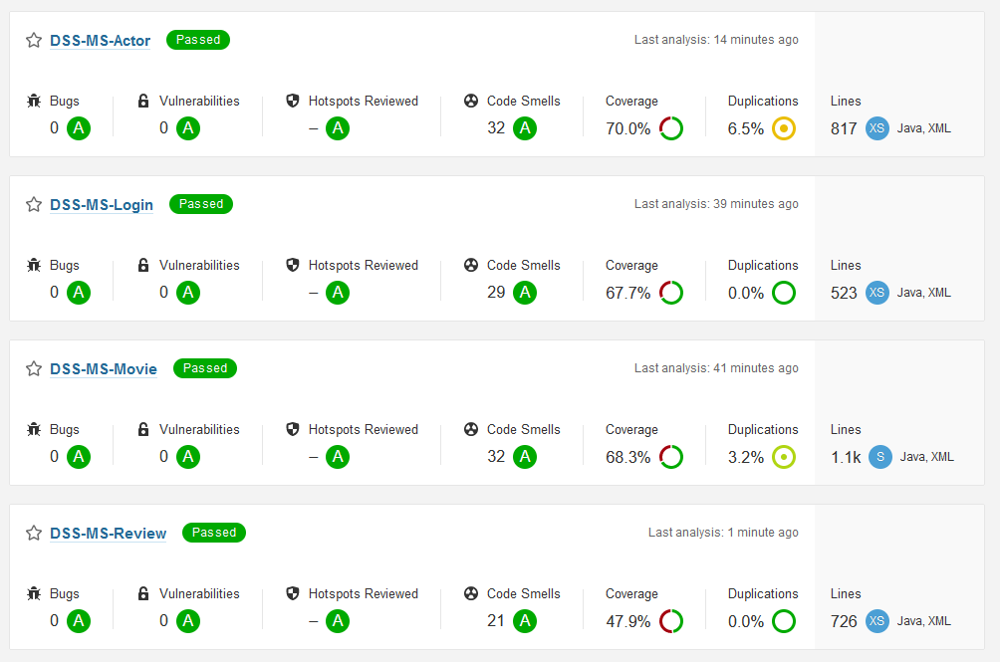 DSS-MS-Actor Passed Last analysis: 14 minutes ago
Bugs Vulnerabilities Hotspots Reviewed Code Smells Coverage Duplications Lines
0 A 0 A – A 32 A 70.0% 6.5% 817 XS Java, XML
DSS-MS-Login Passed Last analysis: 39 minutes ago
Bugs Vulnerabilities Hotspots Reviewed Code Smells Coverage Duplications Lines
0 A 0 A – A 29 A 67.7% 0.0% 523 XS Java, XML
DSS-MS-Movie Passed Last analysis: 41 minutes ago
Bugs Vulnerabilities Hotspots Reviewed Code Smells Coverage Duplications Lines
0 A 0 A – A 32 A 68.3% 3.2% 1.1k S Java, XML
DSS-MS-Review Passed Last analysis: 1 minute ago
Bugs Vulnerabilities Hotspots Reviewed Code Smells Coverage Duplications Lines
0 A 0 A – A 21 A 47.9% 0.0% 726 XS Java, XML